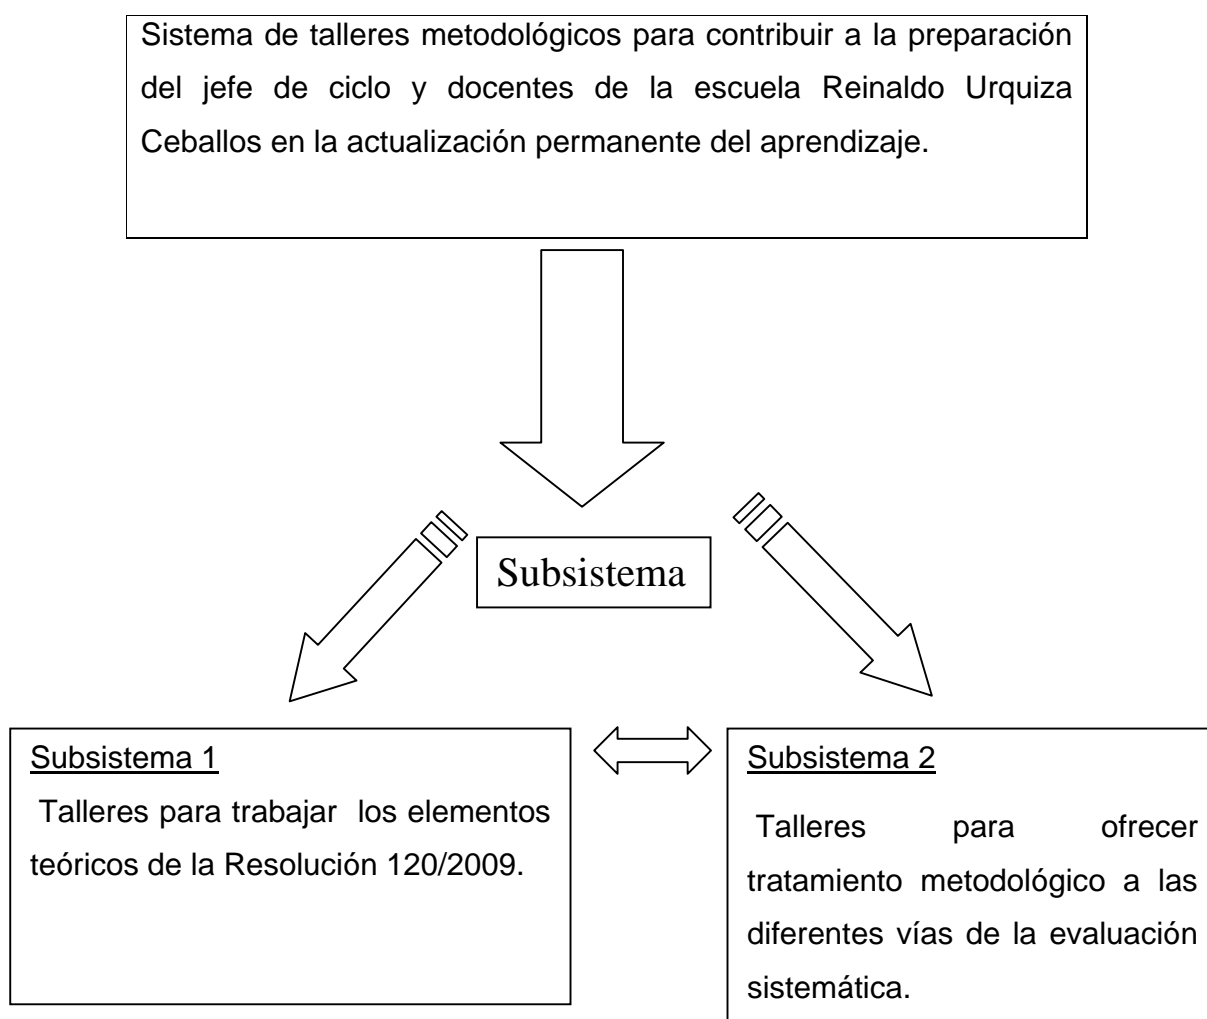 Sistema de talleres metodológicos para contribuir a la preparación
del jefe de ciclo y docentes de la escuela Reinaldo Urquiza
Ceballos en la actualización permanente del aprendizaje.
Subsistema
Subsistema 1
Talleres para trabajar los elementos
teóricos de la Resolución 120/2009.
Subsistema 2
Talleres para ofrecer
tratamiento metodológico a las
diferentes vías de la evaluación
sistemática.